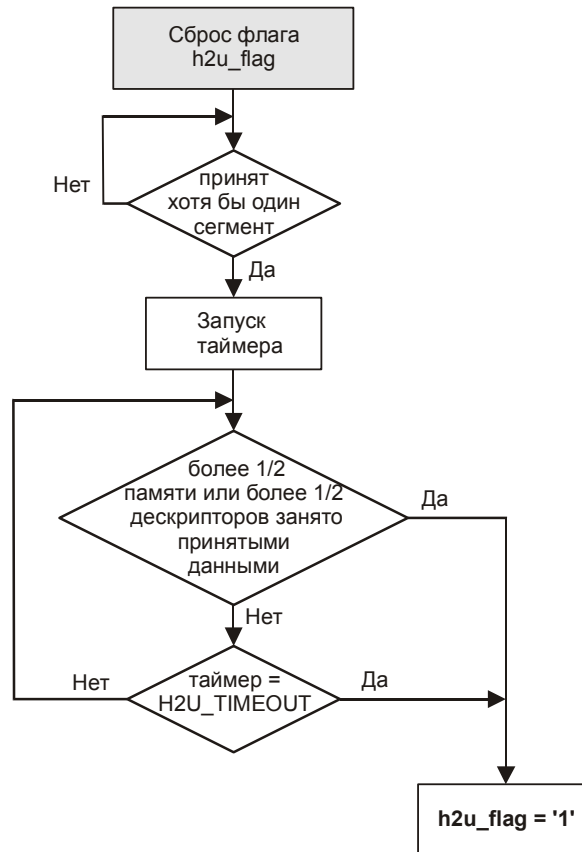 Сброс флага
h2u_flag
Нет
принят
хотя бы один
сегмент
Да
Запуск
таймера
более 1/2
памяти или более 1/2
дескрипторов занято
принятыми
данными
Да
Нет
Нет
таймер =
H2U_TIMEOUT
Да
h2u_flag = '1'